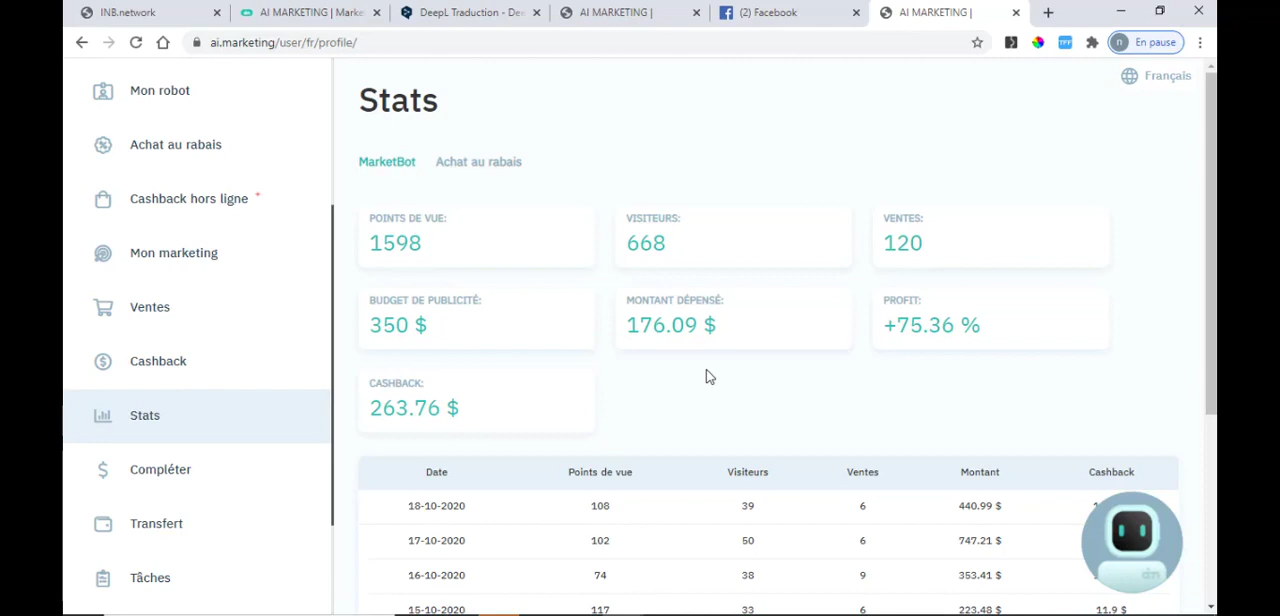 INB.network
AI MARKETING | Marke
DeepL Traduction - Dee
AI MARKETING |
(2) Facebook
AI MARKETING |
ai.marketing/user/fr/profile/
n En pause
Français
Mon robot
Achat au rabais
Cashback hors ligne *
Mon marketing
Ventes
Cashback
Stats
Compléter
Transfert
Tâches
Stats
MarketBot Achat au rabais
POINTS DE VUE: VISITEURS: VENTES:
1598 668 120
BUDGET DE PUBLICITÉ: MONTANT DÉPENSÉ: PROFIT:
350 $ 176.09 $ +75.36 %
CASHBACK:
263.76 $
Date Points de vue Visiteurs Ventes Montant Cashback
18-10-2020 108 39 6 440.99 $
17-10-2020 102 50 6 747.21 $
16-10-2020 74 38 9 353.41 $
15-10-2020 117 33 6 223.48 $ 11.9 $